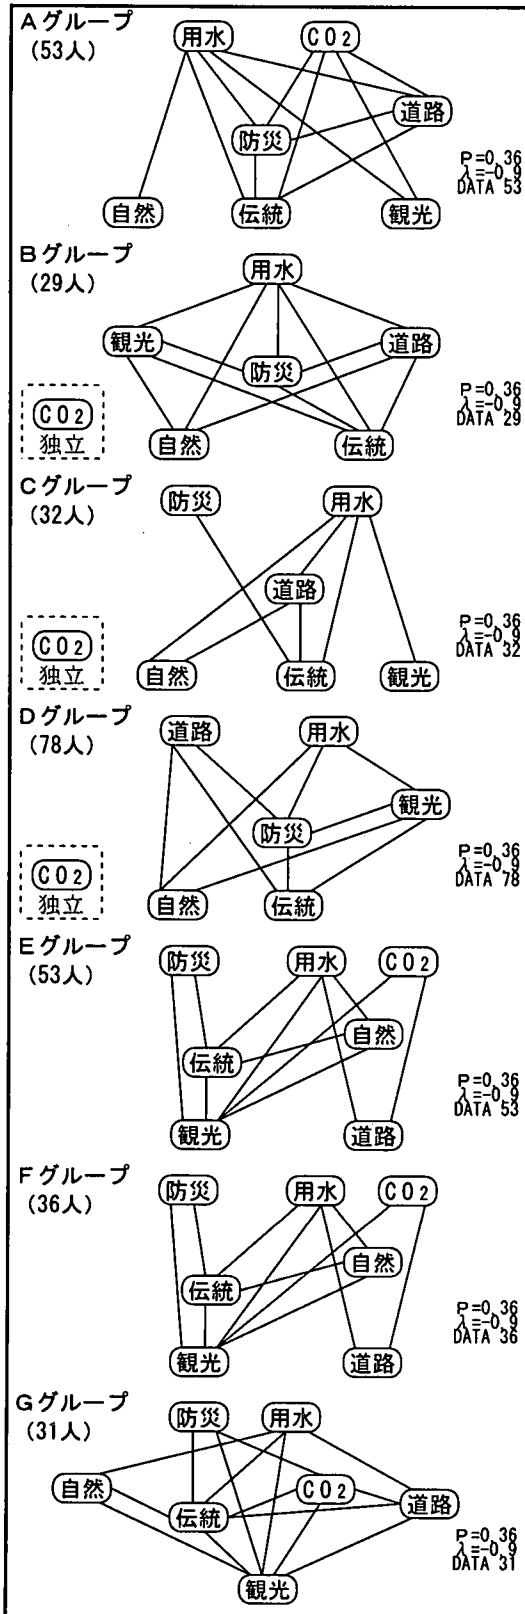 Aグループ
(53人)
用水
CO2
道路
防災
自然
伝統
観光
P=0.36
λ=-0.9
DATA 53
Bグループ
(29人)
用水
観光
道路
防災
CO2
独立
自然
伝統
P=0.36
λ=-0.9
DATA 29
Cグループ
(32人)
防災
用水
道路
CO2
独立
自然
伝統
観光
P=0.36
λ=-0.9
DATA 32
Dグループ
(78人)
道路
用水
観光
防災
CO2
独立
自然
伝統
P=0.36
λ=-0.9
DATA 78
Eグループ
(53人)
防災
用水
CO2
自然
伝統
観光
道路
P=0.36
λ=-0.9
DATA 53
Fグループ
(36人)
防災
用水
CO2
自然
伝統
観光
道路
P=0.36
λ=-0.9
DATA 36
Gグループ
(31人)
防災
用水
自然
CO2
伝統
道路
観光
P=0.36
λ=-0.9
DATA 31